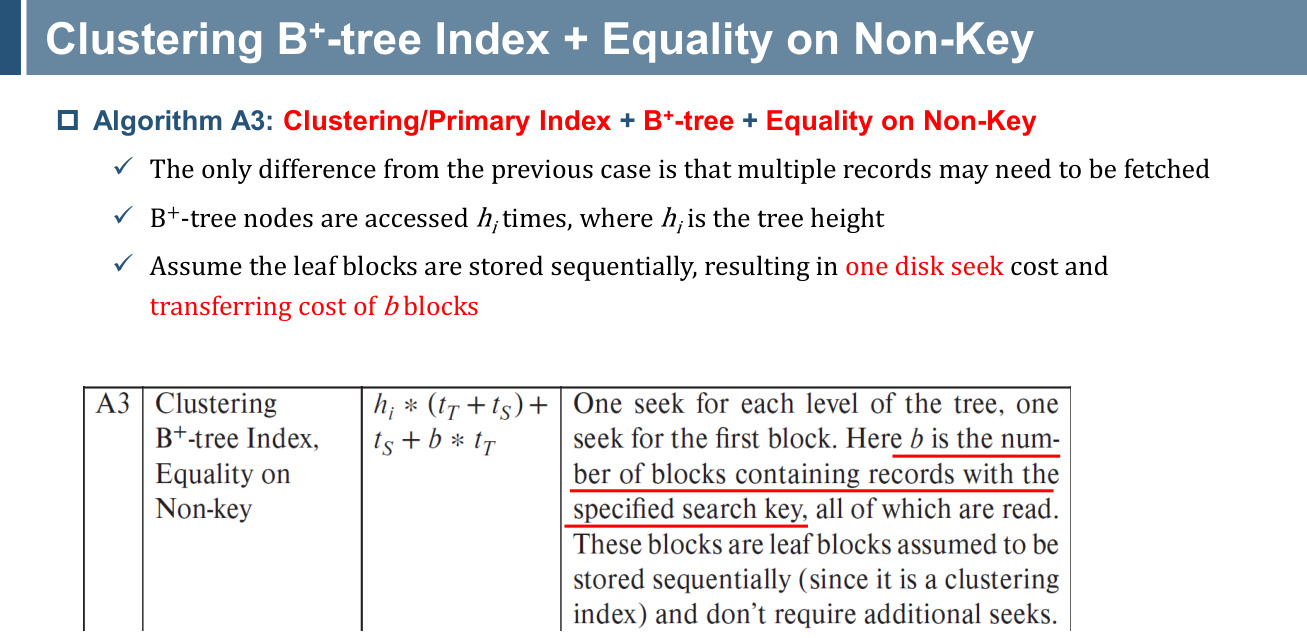 Clustering B⁺-tree Index + Equality on Non-Key
Algorithm A3: Clustering/Primary Index + B⁺-tree + Equality on Non-Key
The only difference from the previous case is that multiple records may need to be fetched
B⁺-tree nodes are accessed hᵢ times, where hᵢ is the tree height
Assume the leaf blocks are stored sequentially, resulting in one disk seek cost and
transferring cost of b blocks
A3
Clustering
B⁺-tree Index,
Equality on
Non-key
hᵢ * (t_T + t_S) +
t_S + b * t_T
One seek for each level of the tree, one
seek for the first block. Here b is the num-
ber of blocks containing records with the
specified search key, all of which are read.
These blocks are leaf blocks assumed to be
stored sequentially (since it is a clustering
index) and don't require additional seeks.